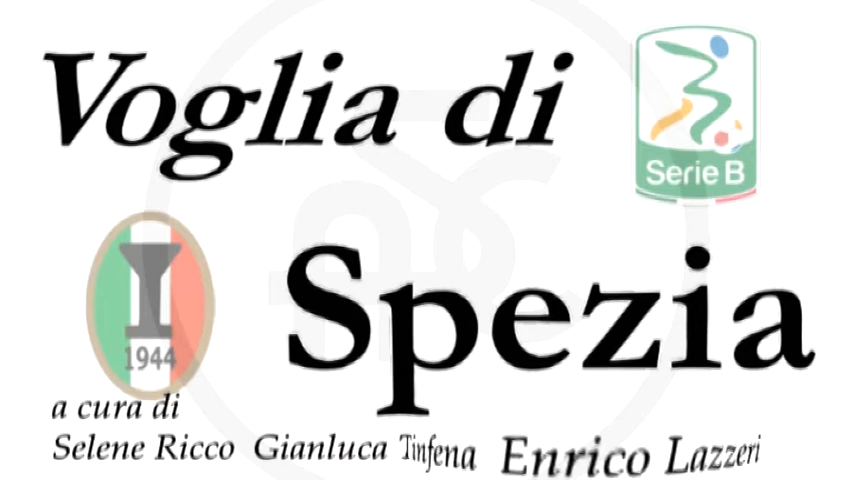 Voglia di
Serie B
Spezia
1944
a cura di
Selene Ricco Gianluca Tinfena Enrico Lazzeri